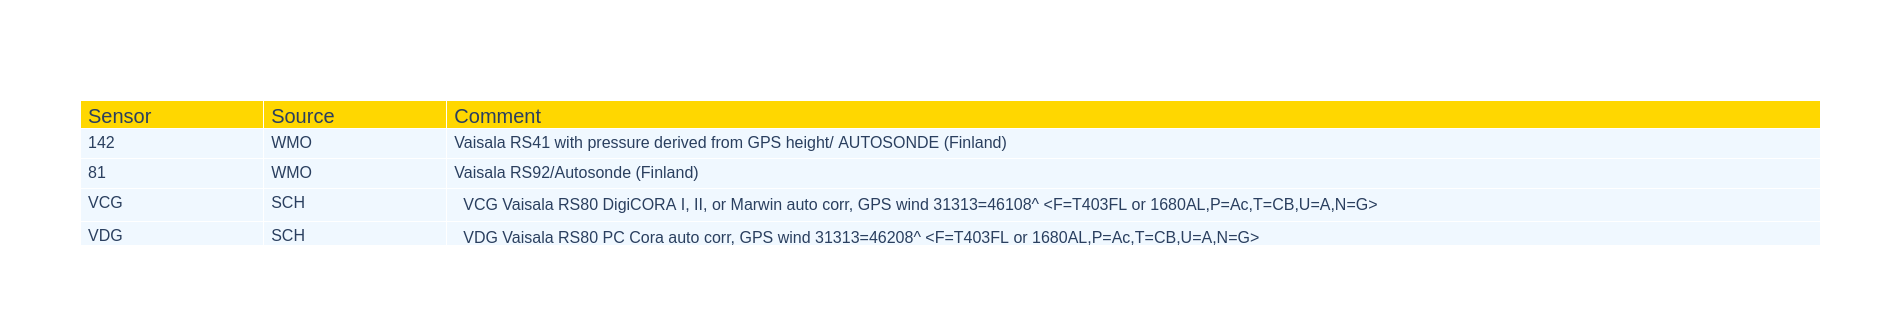 Sensor Source Comment
142 WMO Vaisala RS41 with pressure derived from GPS height/ AUTOSONDE (Finland)
81 WMO Vaisala RS92/Autosonde (Finland)
VCG SCH VCG Vaisala RS80 DigiCORA I, II, or Marwin auto corr, GPS wind 31313=46108^ <F=T403FL or 1680AL,P=Ac,T=CB,U=A,N=G>
VDG SCH VDG Vaisala RS80 PC Cora auto corr, GPS wind 31313=46208^ <F=T403FL or 1680AL,P=Ac,T=CB,U=A,N=G>